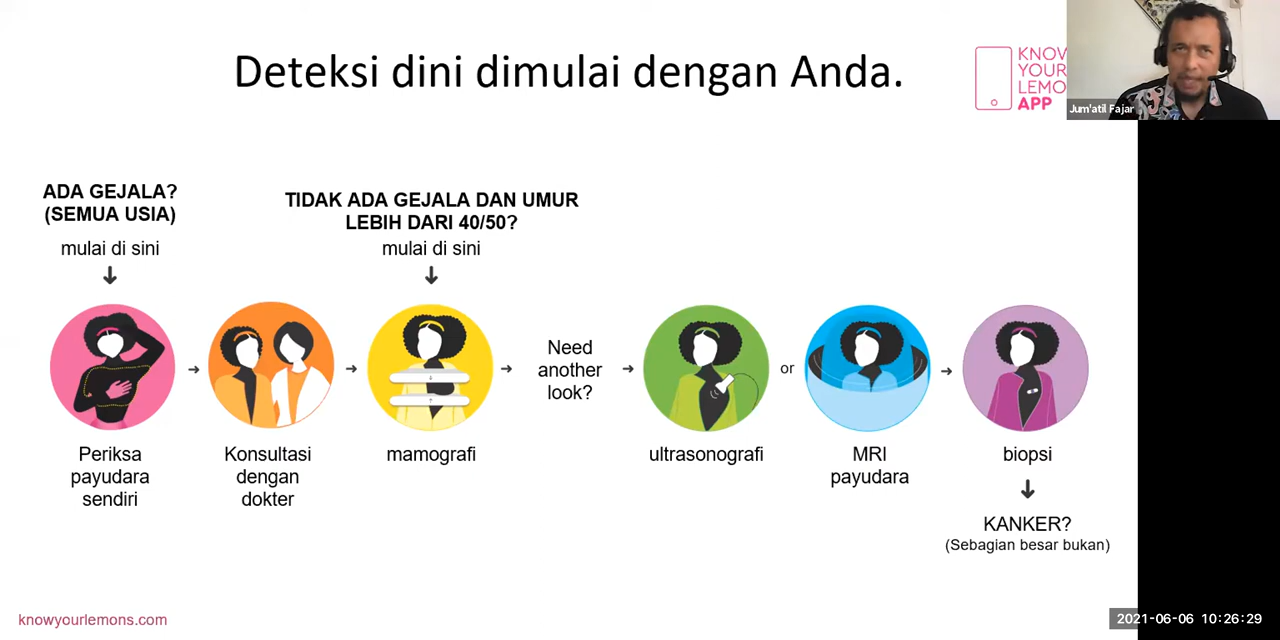 Deteksi dini dimulai dengan Anda.
KNOW
YOUR
LEMO
APP
Jum'atil Fajar
ADA GEJALA?
(SEMUA USIA)
mulai di sini
TIDAK ADA GEJALA DAN UMUR
LEBIH DARI 40/50?
mulai di sini
Periksa
payudara
sendiri
Konsultasi
dengan
dokter
mamografi
Need
another
look?
ultrasonografi
or
MRI
payudara
biopsi
KANKER?
(Sebagian besar bukan)
knowyourlemons.com
2021-06-06 10:26:29